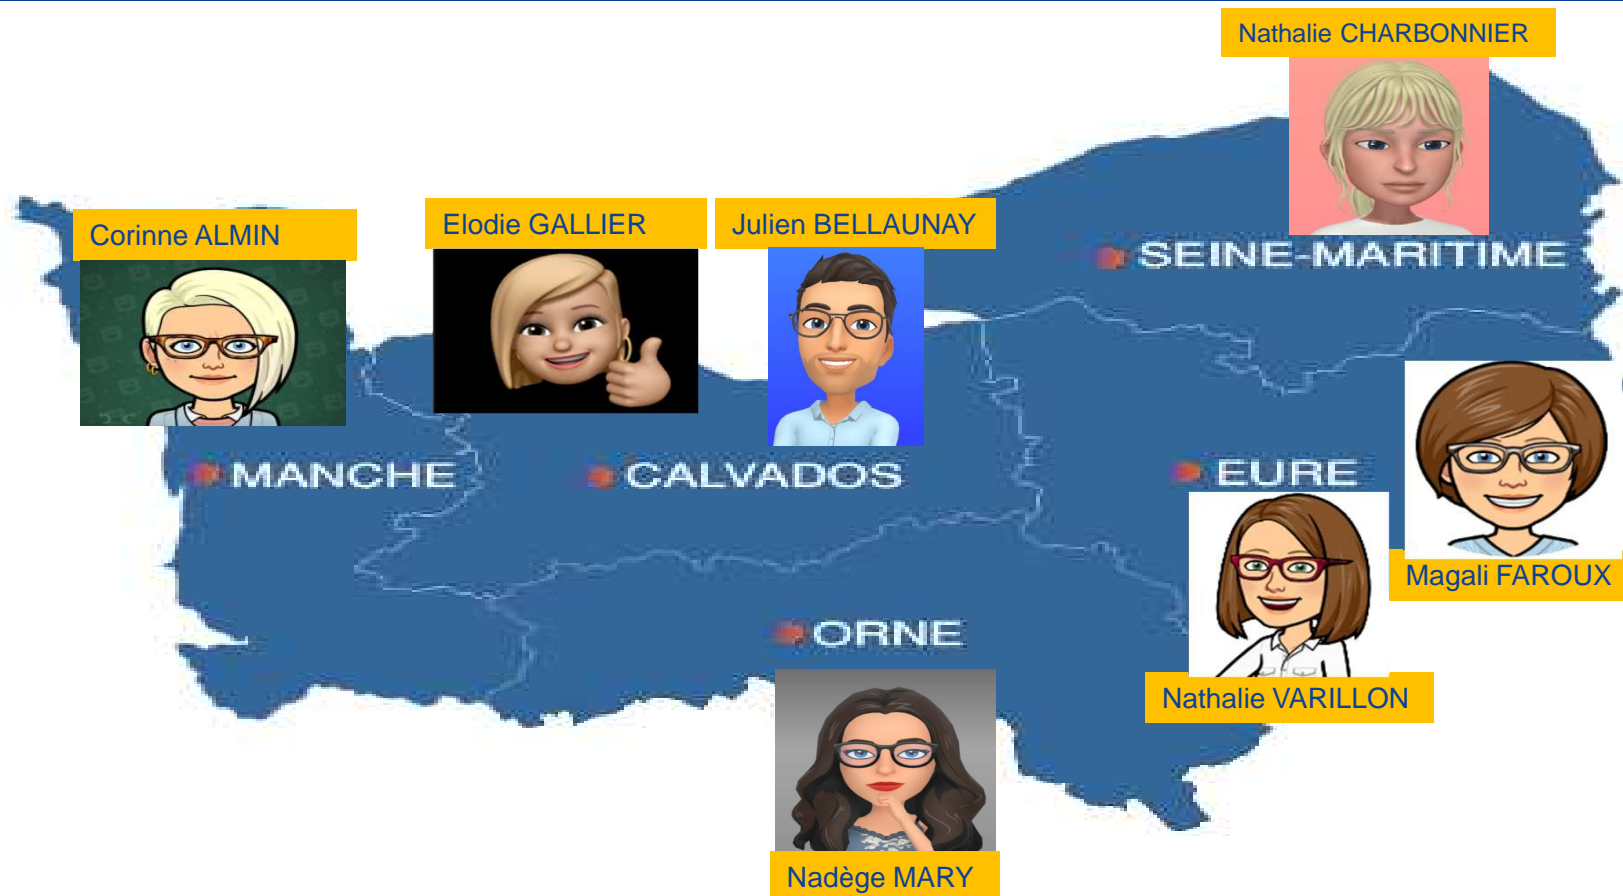 Nathalie CHARBONNIER
Corinne ALMIN
Elodie GALLIER
Julien BELLAUNAY
SEINE-MARITIME
MANCHE
CALVADOS
EURE
Magali FAROUX
ORNE
Nathalie VARILLON
Nadège MARY